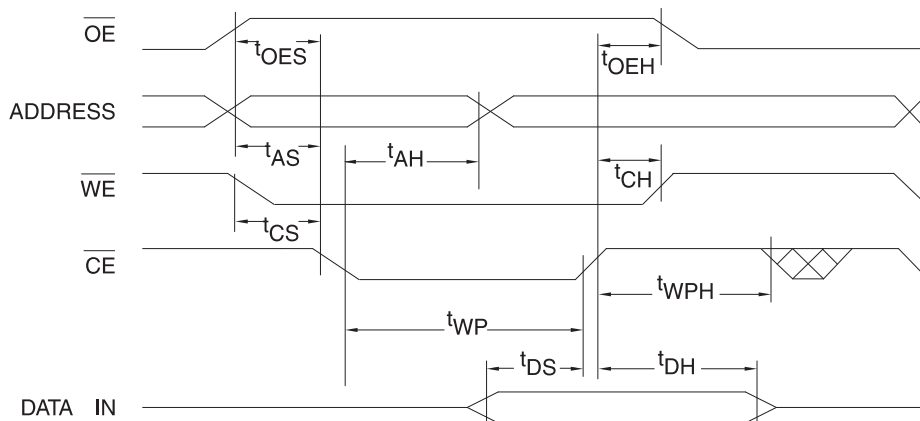 OE
tOES
tOEH
ADDRESS
tAS
tAH
WE
tCH
tCS
CE
tWPH
tWP
tDS
tDH
DATA IN